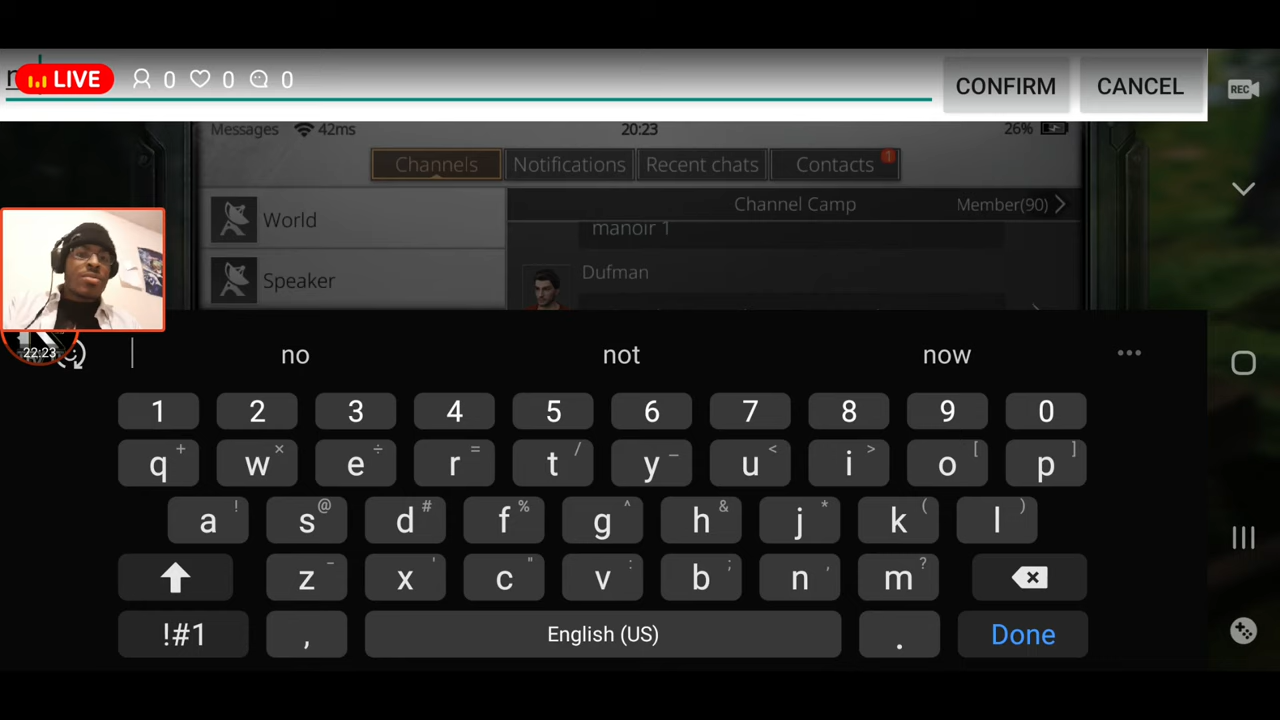 LIVE 0 0 0
CONFIRM CANCEL
Messages 42ms 20:23 26%
Channels Notifications Recent chats Contacts 1
World
Channel Camp Member(90)
manoir 1
Speaker
Dufman
22:23
no not now
1 2 3 4 5 6 7 8 9 0
q + w × e ÷ r = t / y _ u < i > o [ p ]
a ! s @ d # f % g ^ h & j * k ( l )
z - x ' c " v : b ; n , m ?
!#1 , English (US) . Done
REC